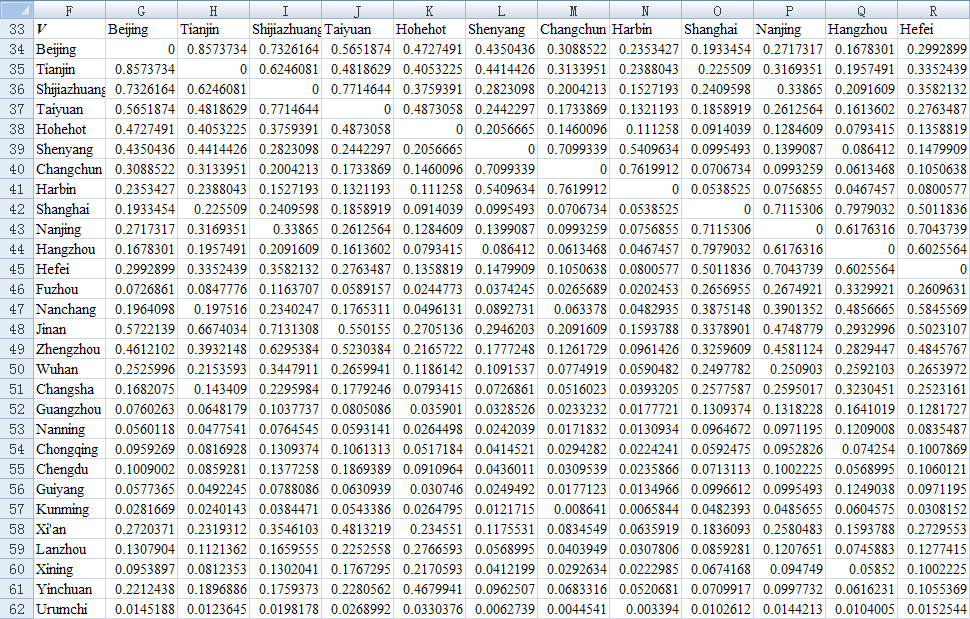 F G H I J K L M N O P Q R
33 V Beijing Tianjin Shijiazhuang Taiyuan Hohehot Shenyang Changchun Harbin Shanghai Nanjing Hangzhou Hefei
34 Beijing 0 0.8573734 0.7326164 0.5651874 0.4727491 0.4350436 0.3088522 0.2353427 0.1933454 0.2717317 0.1678301 0.2992899
35 Tianjin 0.8573734 0 0.6246081 0.4818629 0.4053225 0.4414426 0.3133951 0.2388043 0.225509 0.3169351 0.1957491 0.3352439
36 Shijiazhuang 0.7326164 0.6246081 0 0.7714644 0.3759391 0.2823098 0.2004213 0.1527193 0.2409598 0.33865 0.2091609 0.3582132
37 Taiyuan 0.5651874 0.4818629 0.7714644 0 0.4873058 0.2442297 0.1733869 0.1321193 0.1858919 0.2612564 0.1613602 0.2763487
38 Hohehot 0.4727491 0.4053225 0.3759391 0.4873058 0 0.2056665 0.1460096 0.111258 0.0914039 0.1284609 0.0793415 0.1358819
39 Shenyang 0.4350436 0.4414426 0.2823098 0.2442297 0.2056665 0 0.7099339 0.5409634 0.0995493 0.1399087 0.086412 0.1479909
40 Changchun 0.3088522 0.3133951 0.2004213 0.1733869 0.1460096 0.7099339 0 0.7619912 0.0706734 0.0993259 0.0613468 0.1050638
41 Harbin 0.2353427 0.2388043 0.1527193 0.1321193 0.111258 0.5409634 0.7619912 0 0.0538525 0.0756855 0.0467457 0.0800577
42 Shanghai 0.1933454 0.225509 0.2409598 0.1858919 0.0914039 0.0995493 0.0706734 0.0538525 0 0.7115306 0.7979032 0.5011836
43 Nanjing 0.2717317 0.3169351 0.33865 0.2612564 0.1284609 0.1399087 0.0993259 0.0756855 0.7115306 0 0.6176316 0.7043739
44 Hangzhou 0.1678301 0.1957491 0.2091609 0.1613602 0.0793415 0.086412 0.0613468 0.0467457 0.7979032 0.6176316 0 0.6025564
45 Hefei 0.2992899 0.3352439 0.3582132 0.2763487 0.1358819 0.1479909 0.1050638 0.0800577 0.5011836 0.7043739 0.6025564 0
46 Fuzhou 0.0726861 0.0847776 0.1163707 0.0589157 0.0244773 0.0374245 0.0265689 0.0202453 0.2656955 0.2674921 0.3329921 0.2609631
47 Nanchang 0.1964098 0.197516 0.2340247 0.1765311 0.0496131 0.0892731 0.063378 0.0482935 0.3875148 0.3901352 0.4856665 0.5845569
48 Jinan 0.5722139 0.6674034 0.7131308 0.550155 0.2705136 0.2946203 0.2091609 0.1593788 0.3378901 0.4748779 0.2932996 0.5023107
49 Zhengzhou 0.4612102 0.3932148 0.6295384 0.5230384 0.2165722 0.1777248 0.1261729 0.0961426 0.3259609 0.4581124 0.2829447 0.4845767
50 Wuhan 0.2525996 0.2153593 0.3447911 0.2659941 0.1186142 0.1091537 0.0774919 0.0590482 0.2497782 0.250903 0.2592103 0.2653972
51 Changsha 0.1682075 0.143409 0.2295984 0.1779246 0.0793415 0.0726861 0.0516023 0.0393205 0.2577587 0.2595017 0.3230451 0.2523161
52 Guangzhou 0.0760263 0.0648179 0.1037737 0.0805086 0.035901 0.0328526 0.0233232 0.0177721 0.1309374 0.1318228 0.1641019 0.1281727
53 Nanning 0.0560118 0.0477541 0.0764545 0.0593141 0.0264498 0.0242039 0.0171832 0.0130934 0.0964672 0.0971195 0.1209008 0.0835487
54 Chongqing 0.0959269 0.0816928 0.1309374 0.1061313 0.0517184 0.0414521 0.0294282 0.0224241 0.0592475 0.0952826 0.074254 0.1007869
55 Chengdu 0.1009002 0.0859281 0.1377258 0.1869389 0.0910964 0.0436011 0.0309539 0.0235866 0.0713113 0.1002225 0.0568995 0.1060121
56 Guiyang 0.0577365 0.0492245 0.0788086 0.0630939 0.030746 0.0249492 0.0177123 0.0134966 0.0996612 0.0995493 0.1249038 0.0971195
57 Kunming 0.0281669 0.0240143 0.0384471 0.0543386 0.0264795 0.0121715 0.008641 0.0065844 0.0482393 0.0485655 0.0604575 0.0308152
58 Xi'an 0.2720371 0.2319312 0.3546103 0.4813219 0.234551 0.1175531 0.0834549 0.0635919 0.1836093 0.2580483 0.1593788 0.2729553
59 Lanzhou 0.1307904 0.1121362 0.1659555 0.2252558 0.2766593 0.0568995 0.0403949 0.0307806 0.0859281 0.1207651 0.0745883 0.1277415
60 Xining 0.0953897 0.0812353 0.1302041 0.1767295 0.2170593 0.0412199 0.0292634 0.0222985 0.0674168 0.094749 0.05852 0.1002225
61 Yinchuan 0.2212438 0.1896886 0.1759373 0.2280562 0.4679941 0.0962507 0.0683316 0.0520681 0.0709917 0.0997732 0.0616231 0.1055369
62 Urumchi 0.0145188 0.0123645 0.0198178 0.0268992 0.0330376 0.0062739 0.0044541 0.003394 0.0102612 0.0144213 0.0104005 0.0152544